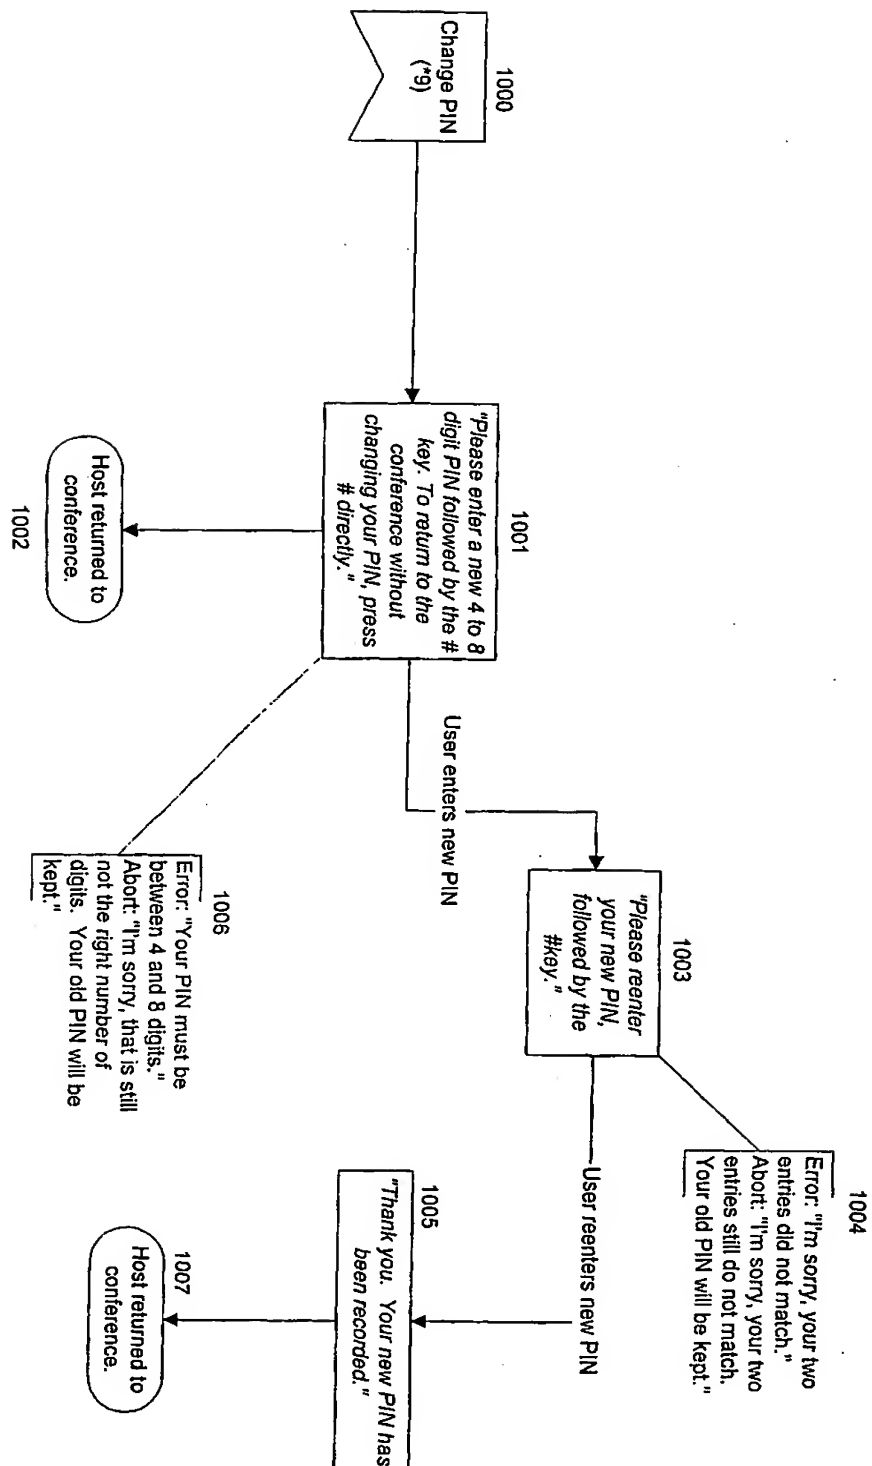 1000
Change PIN
(*9)
1001
"Please enter a new 4 to 8
digit PIN followed by the #
key. To return to the
conference without
changing your PIN, press
# directly."
Host returned to
conference.
1002
User enters new PIN
1003
"Please reenter
your new PIN,
followed by the
#key."
1006
Error: "Your PIN must be
between 4 and 8 digits."
Abort: "I'm sorry, that is still
not the right number of
digits. Your old PIN will be
kept."
1004
Error: "I'm sorry, your two
entries did not match."
Abort: "I'm sorry, your two
entries still do not match.
Your old PIN will be kept."
User reenters new PIN
1005
"Thank you. Your new PIN has
been recorded."
1007
Host returned to
conference.